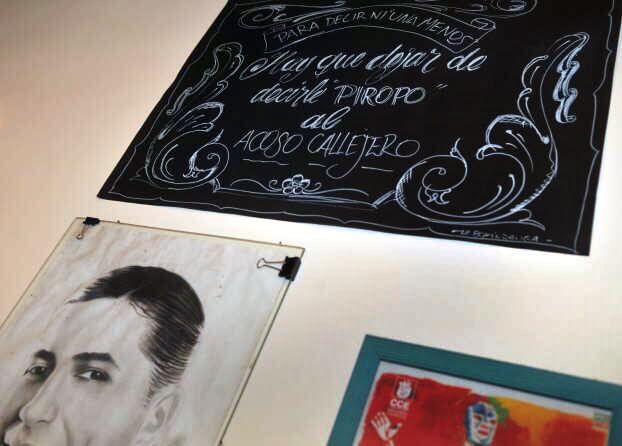 "PARA DECIR NI UNA MENOS
Hay que dejar de
decirle "PIROPO"
al
ACOSO CALLEJERO
CCE